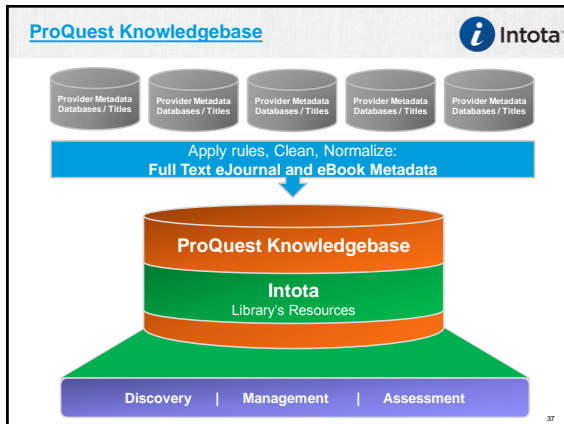 ProQuest Knowledgebase
i Intota™
Provider Metadata
Databases / Titles
Provider Metadata
Databases / Titles
Provider Metadata
Databases / Titles
Provider Metadata
Databases / Titles
Provider Metadata
Databases / Titles
Apply rules, Clean, Normalize:
Full Text eJournal and eBook Metadata
ProQuest Knowledgebase
Intota
Library's Resources
Discovery | Management | Assessment
37